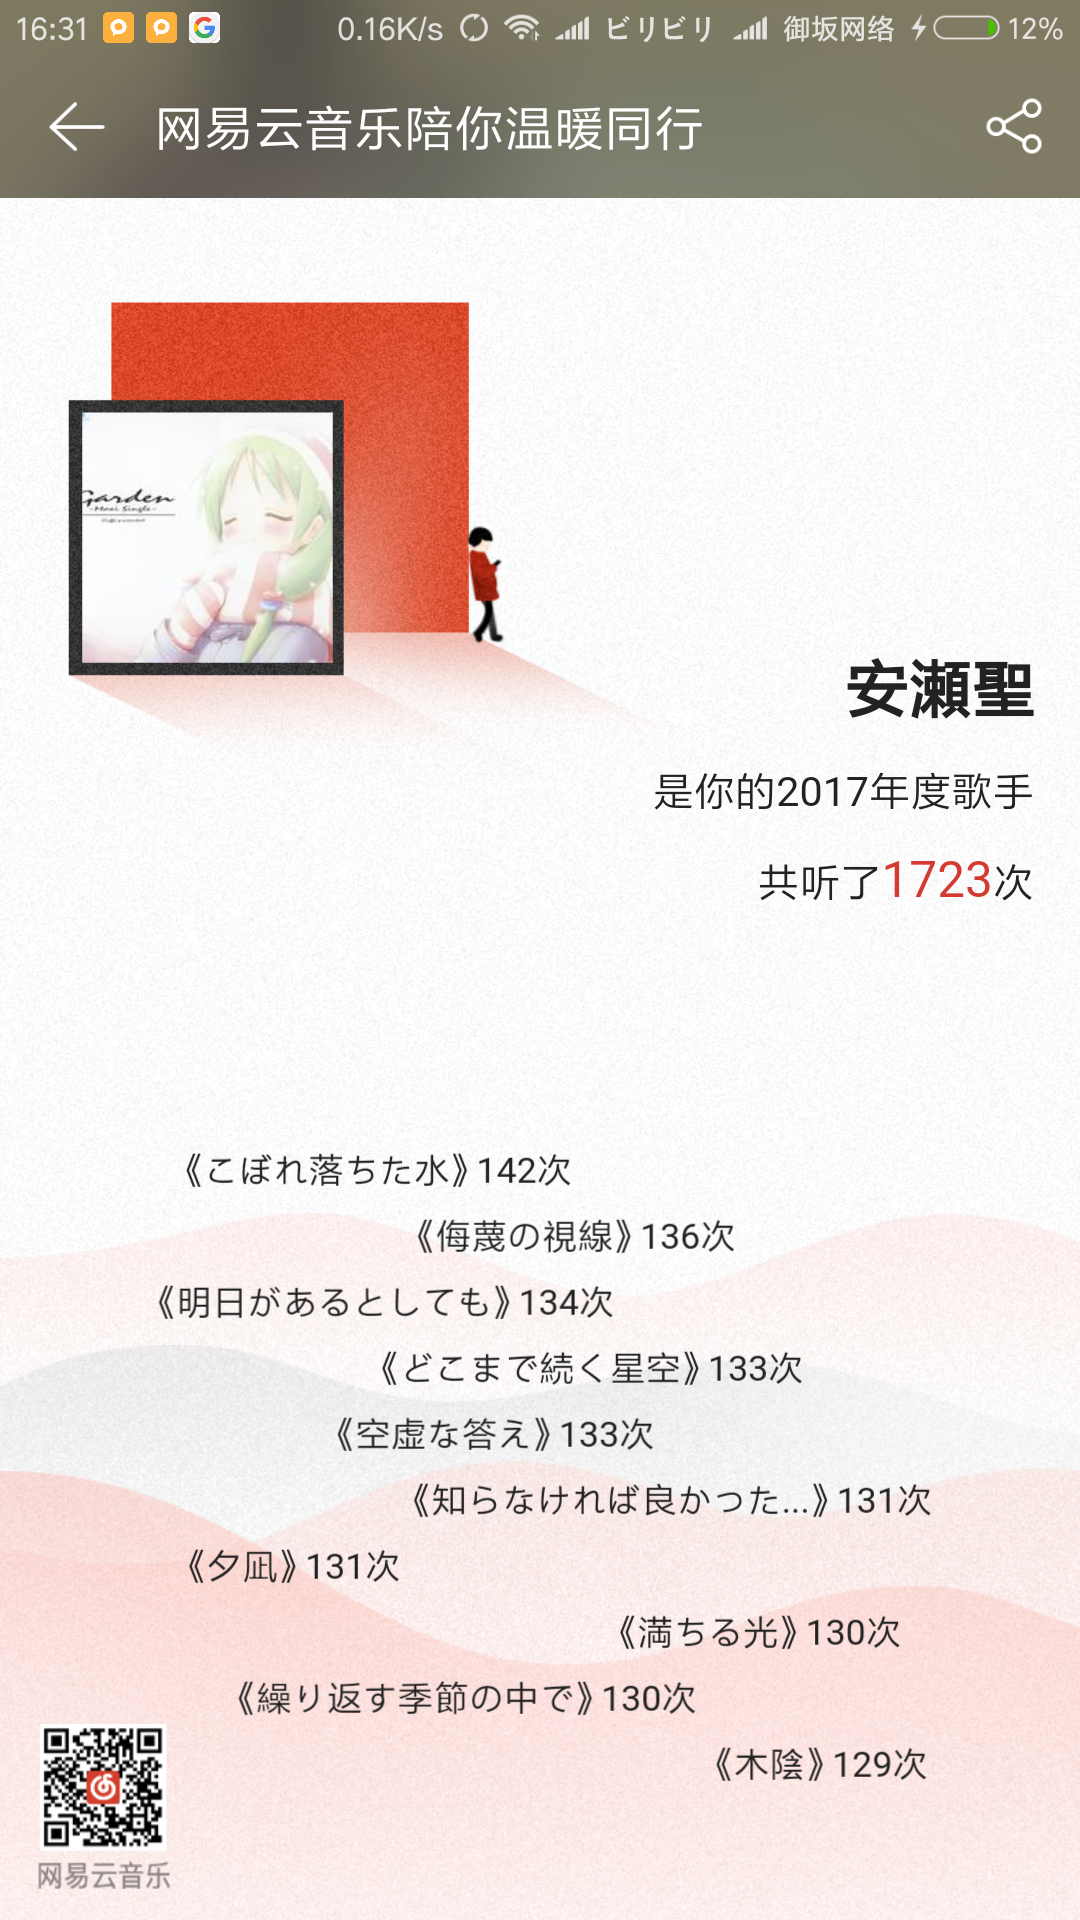 16:31 0.16K/s ビリビリ 御坂网络 12%
网易云音乐陪你温暖同行
Garden
-Maxi Single-
安瀬聖
是你的2017年度歌手
共听了1723次
《こぼれ落ちた水》142次
《侮蔑の視線》136次
《明日があるとしても》134次
《どこまで続く星空》133次
《空虚な答え》133次
《知らなければ良かつた...》131次
《夕凪》131次
《満ちる光》130次
《繰り返す季節の中で》130次
《木陰》129次
网易云音乐